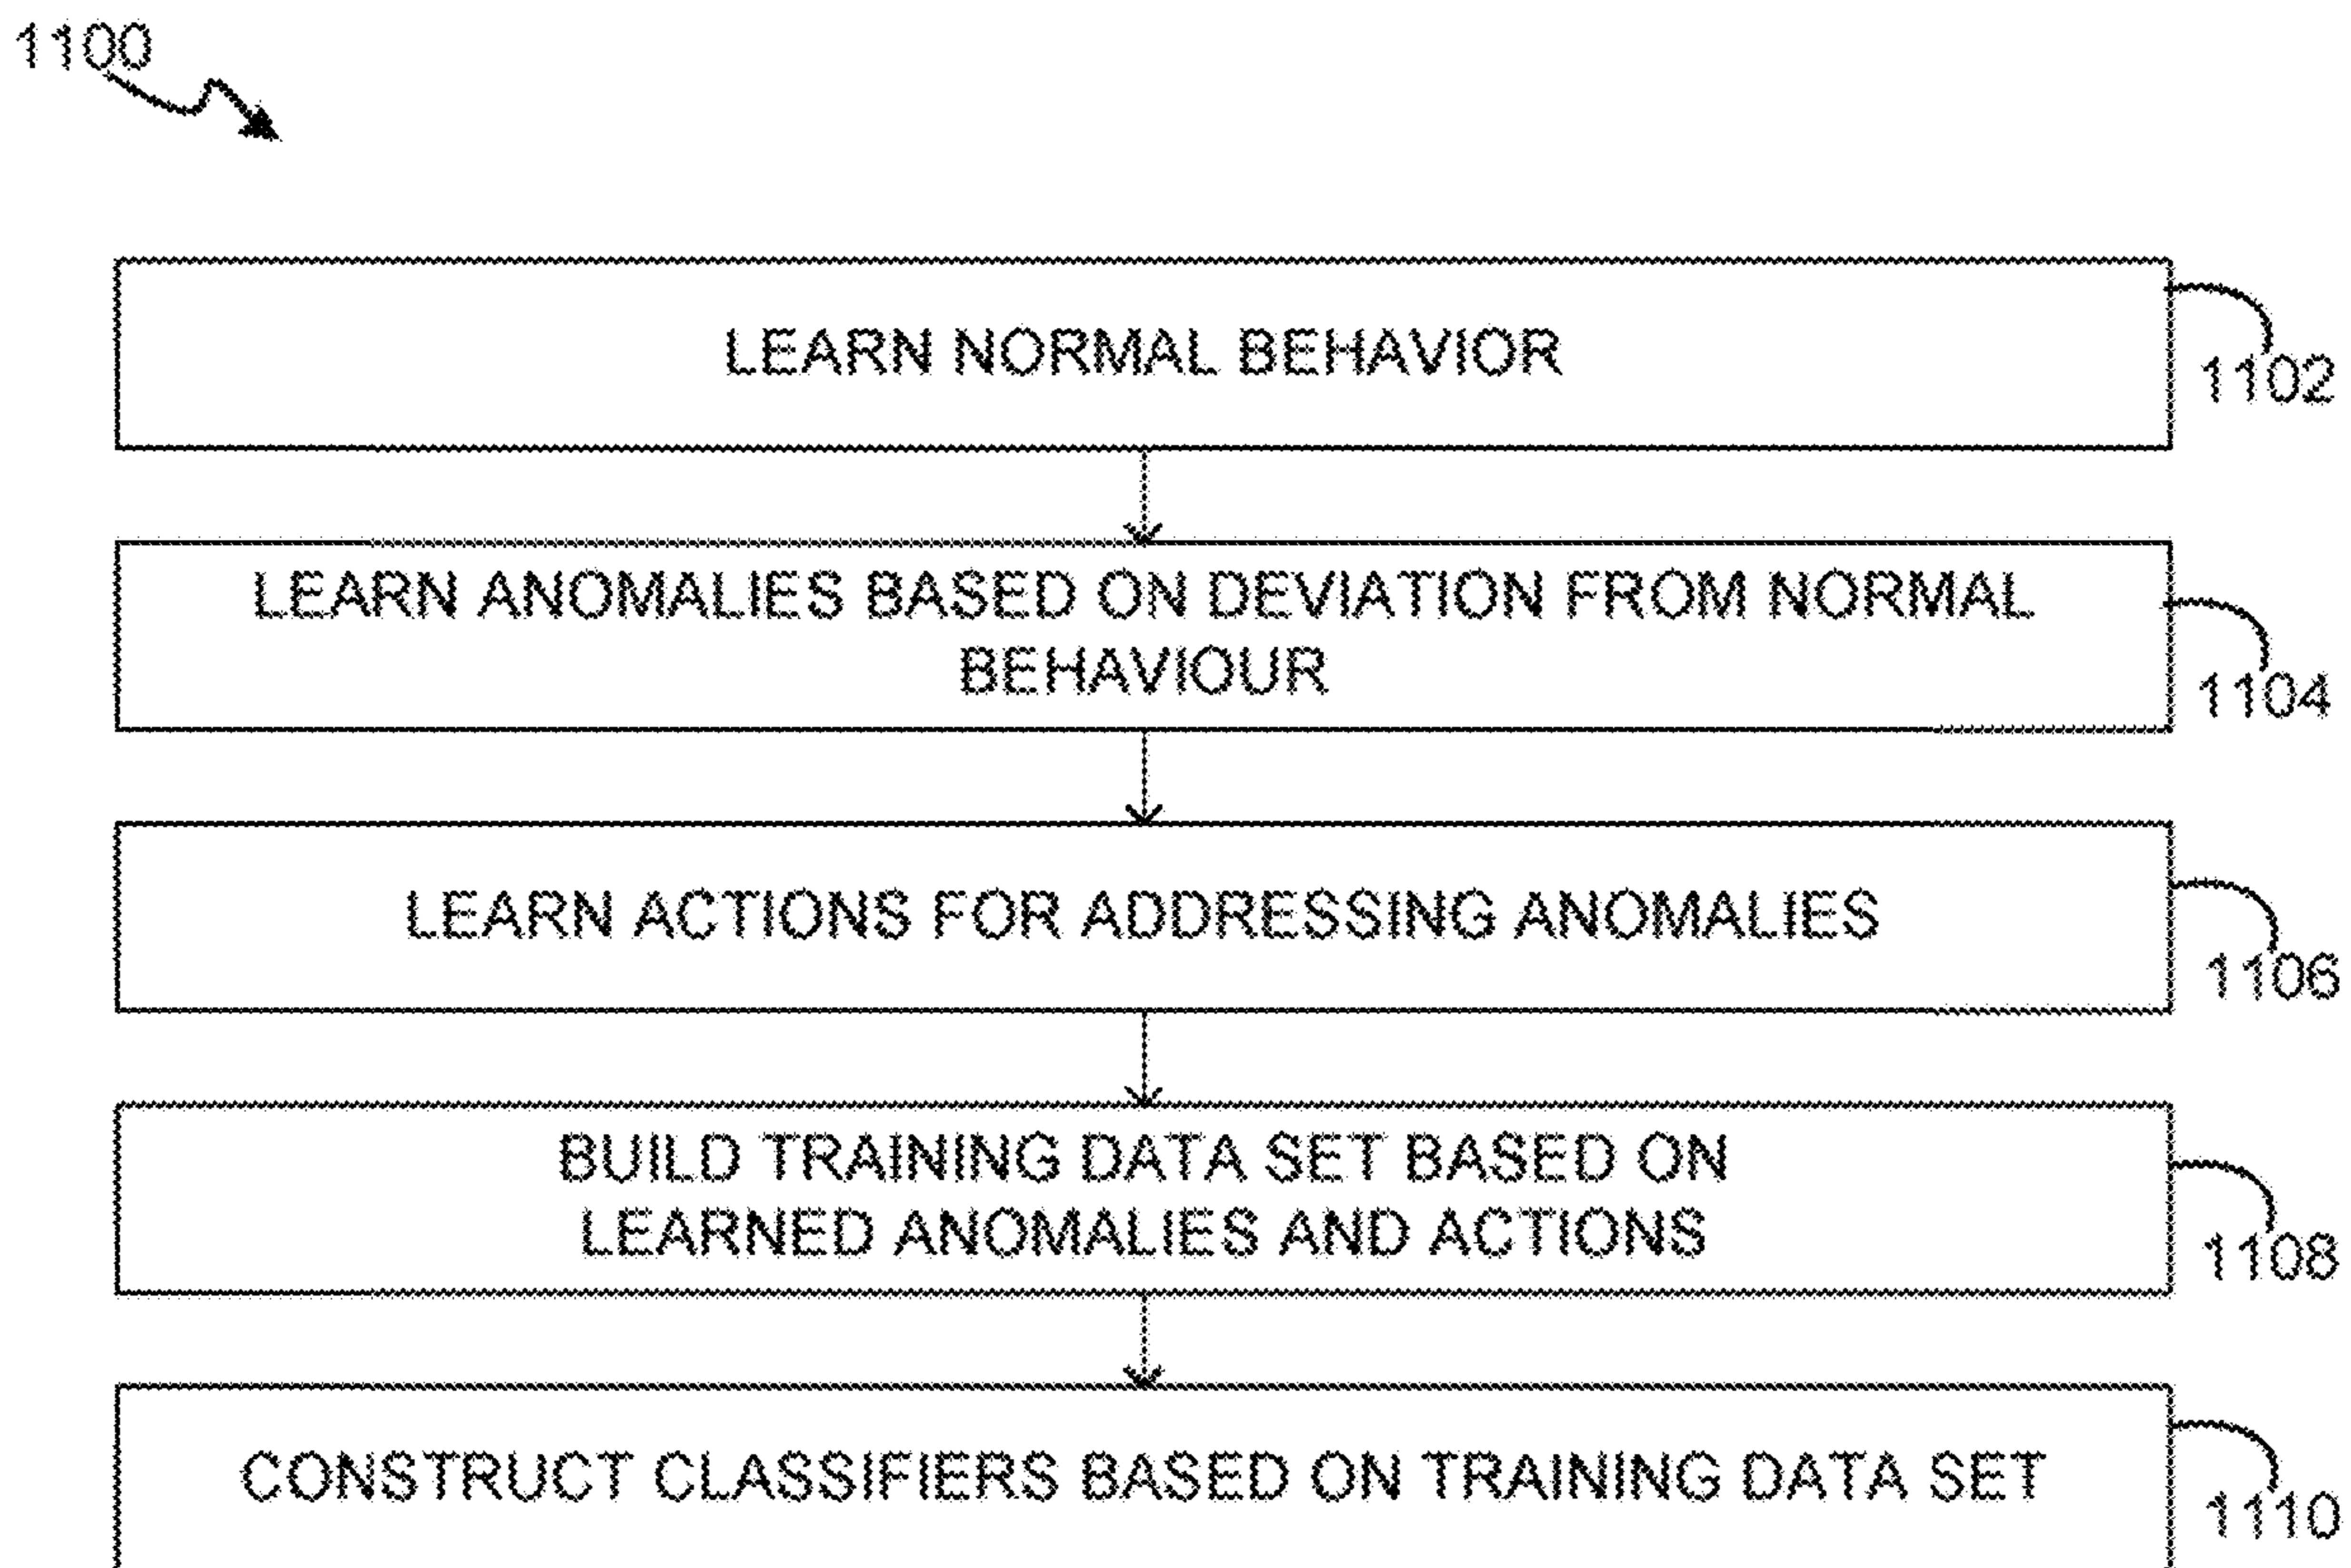 1100
LEARN NORMAL BEHAVIOR
1102
LEARN ANOMALIES BASED ON DEVIATION FROM NORMAL
BEHAVIOUR
1104
LEARN ACTIONS FOR ADDRESSING ANOMALIES
1106
BUILD TRAINING DATA SET BASED ON
LEARNED ANOMALIES AND ACTIONS
1108
CONSTRUCT CLASSIFIERS BASED ON TRAINING DATA SET
1110